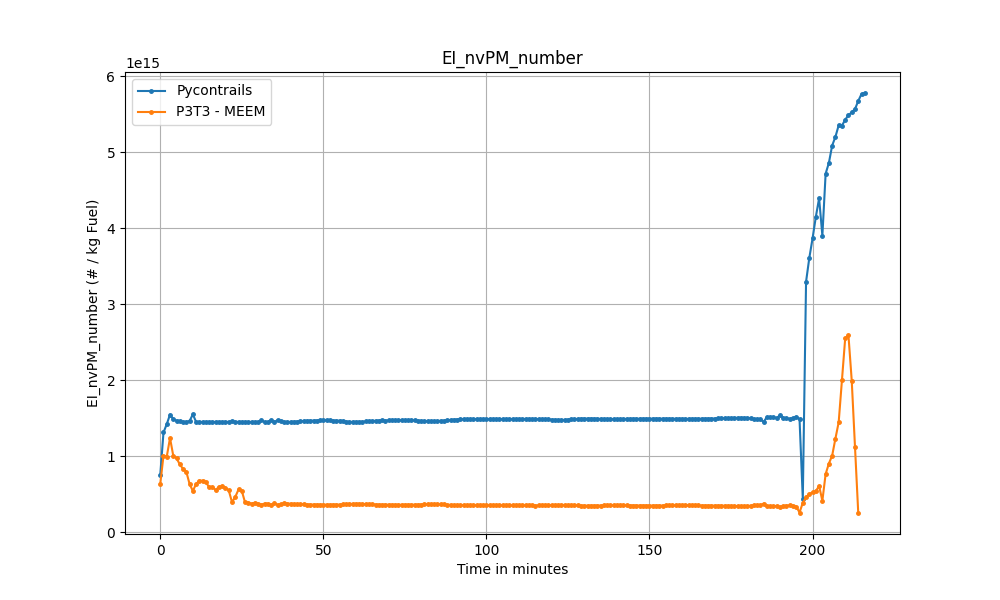 EI_nvPM_number
1e15
Pycontrails
P3T3 - MEEM
6
5
4
3
2
1
0
EI_nvPM_number (# / kg Fuel)
0
50
100
150
200
Time in minutes